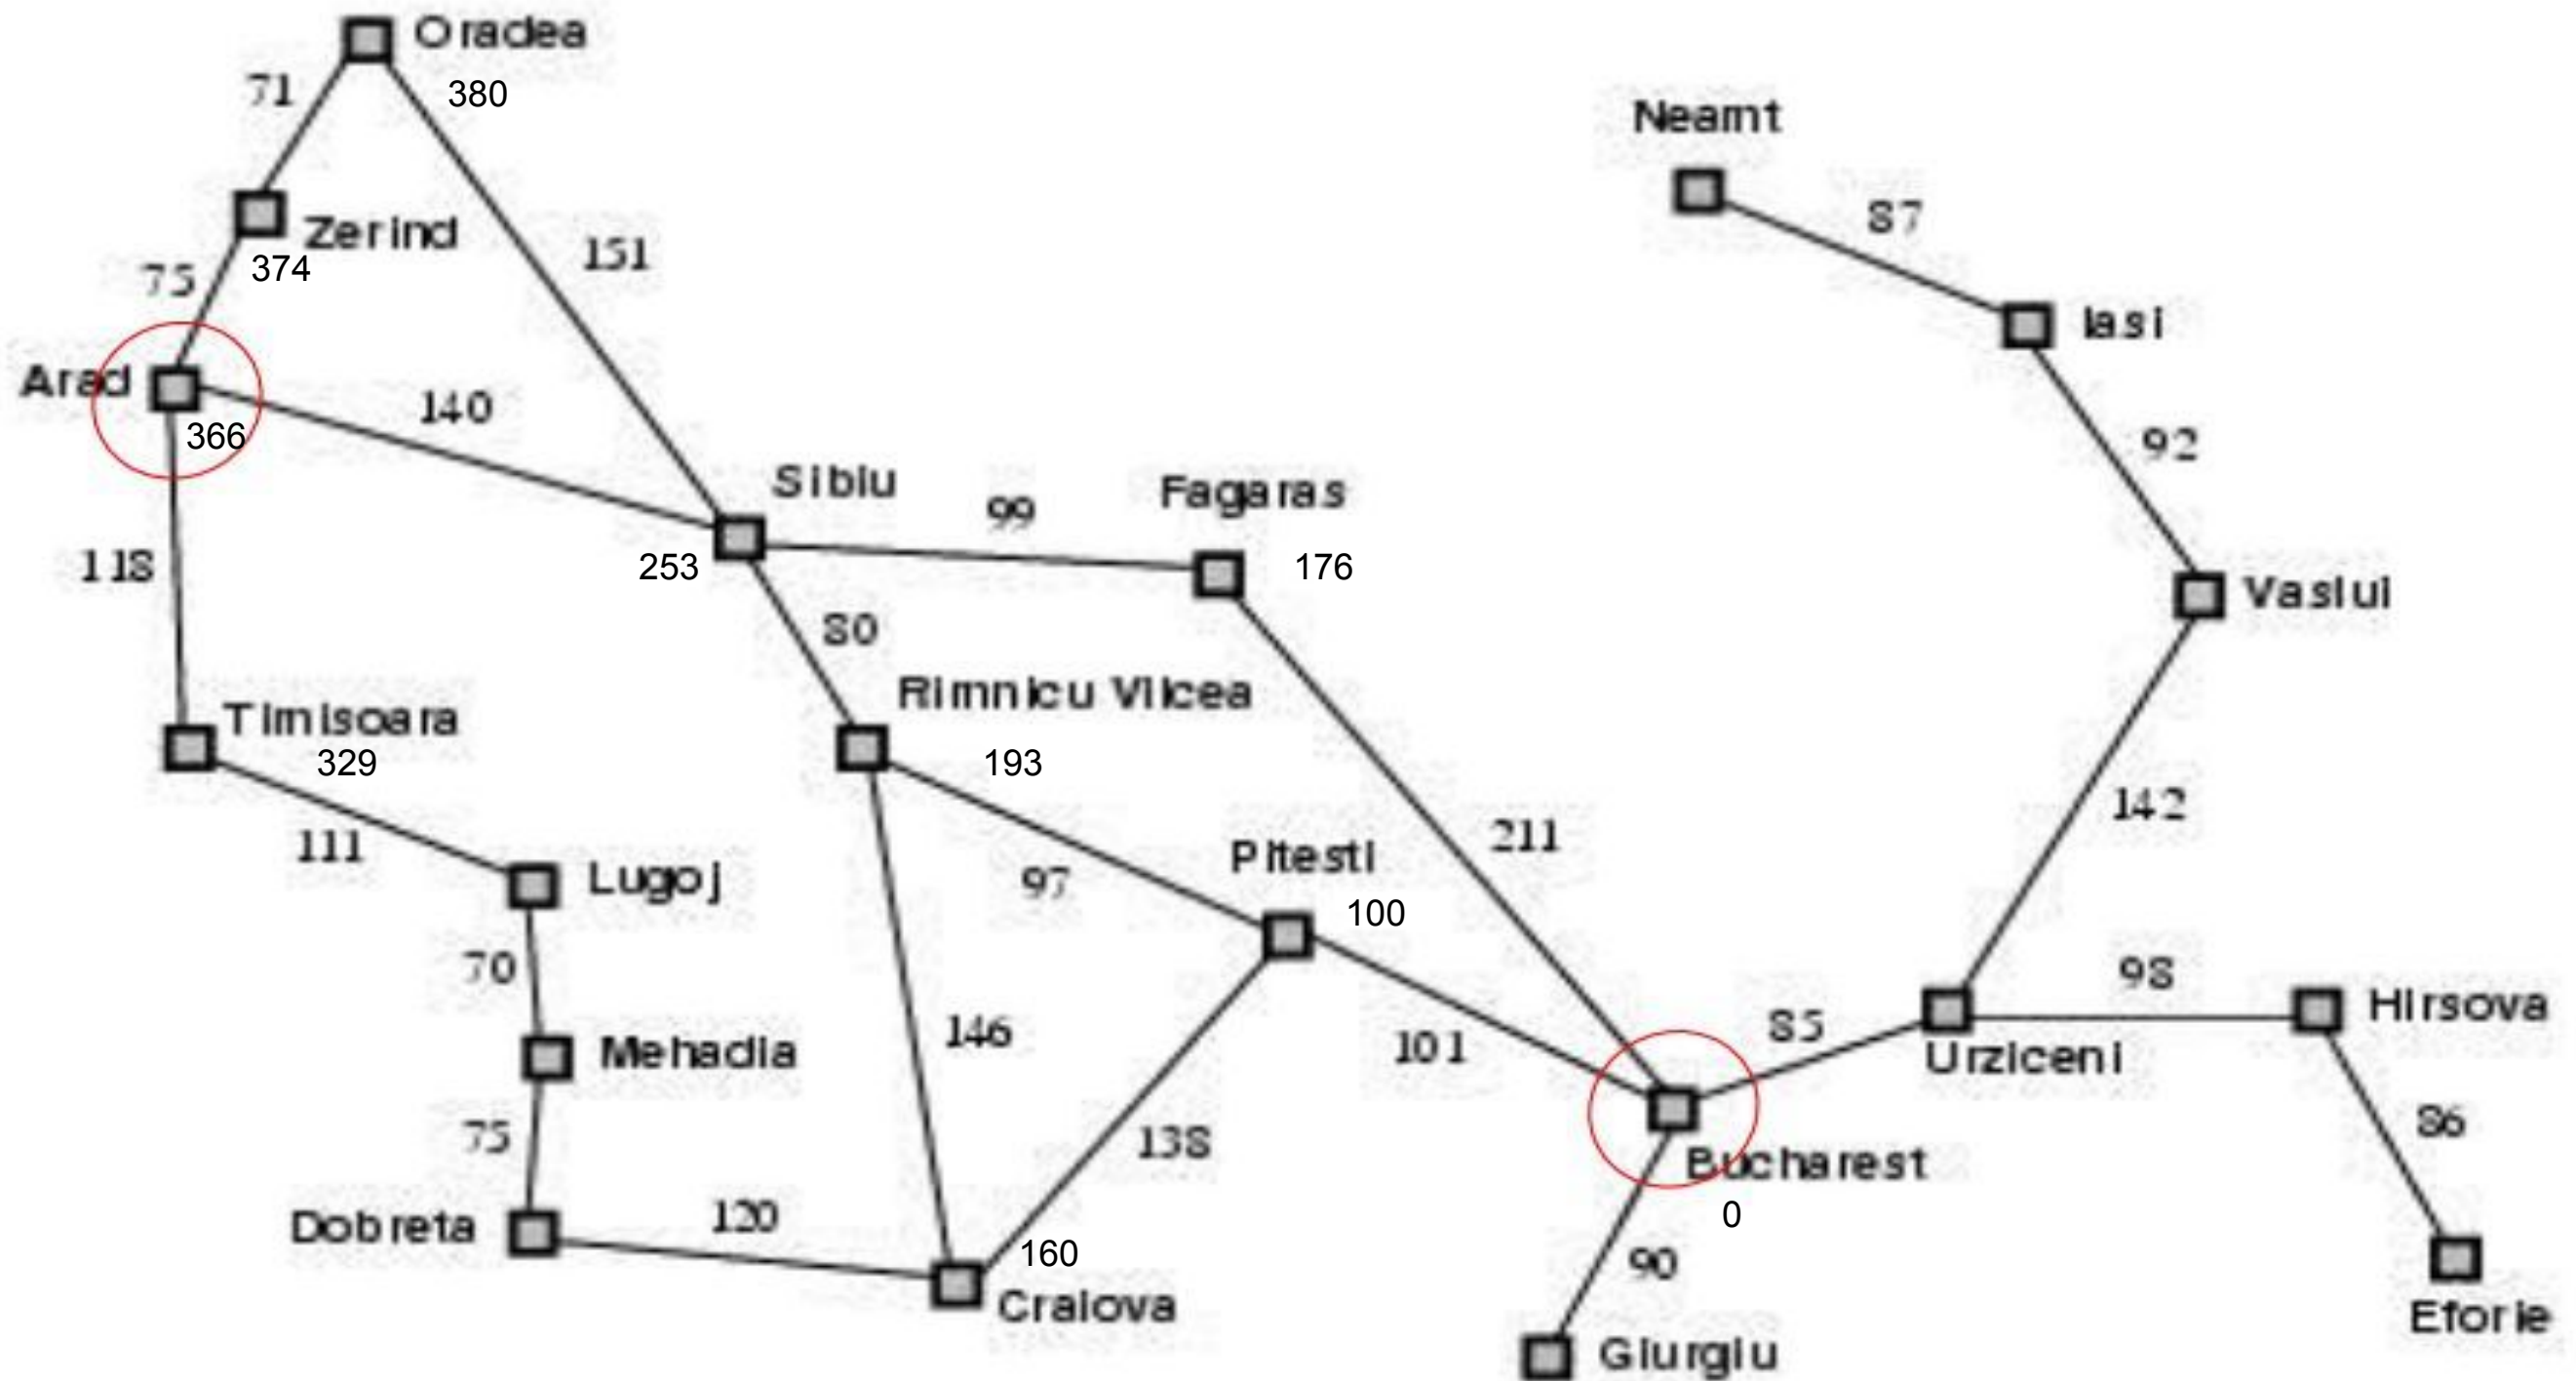 Oradea
71
380
Neamt
87
Zerind
374
151
75
Iasi
Arad
366
140
92
Sibiu
253
99
Fagaras
176
118
Vaslui
80
Rimnicu Vilcea
193
Timisoara
329
111
142
211
Lugoj
97
Pitesti
100
70
98
Hirsova
146
101
85
Urziceni
Mehadia
75
138
86
Bucharest
0
Dobreta
120
160
Craiova
90
Giurgiu
Eforie